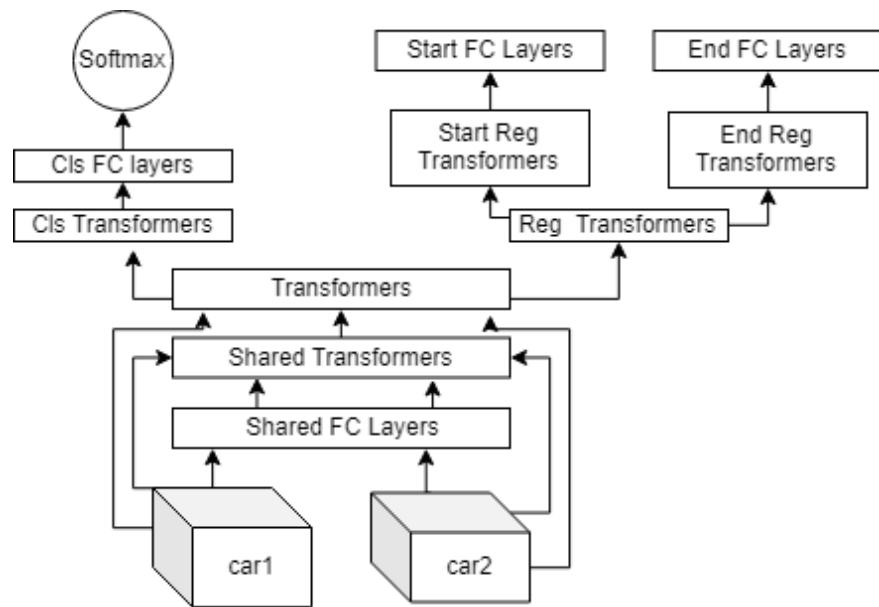 Softmax
Start FC Layers
End FC Layers
Cls FC layers
Start Reg
Transformers
End Reg
Transformers
Cls Transformers
Reg Transformers
Transformers
Shared Transformers
Shared FC Layers
car1
car2